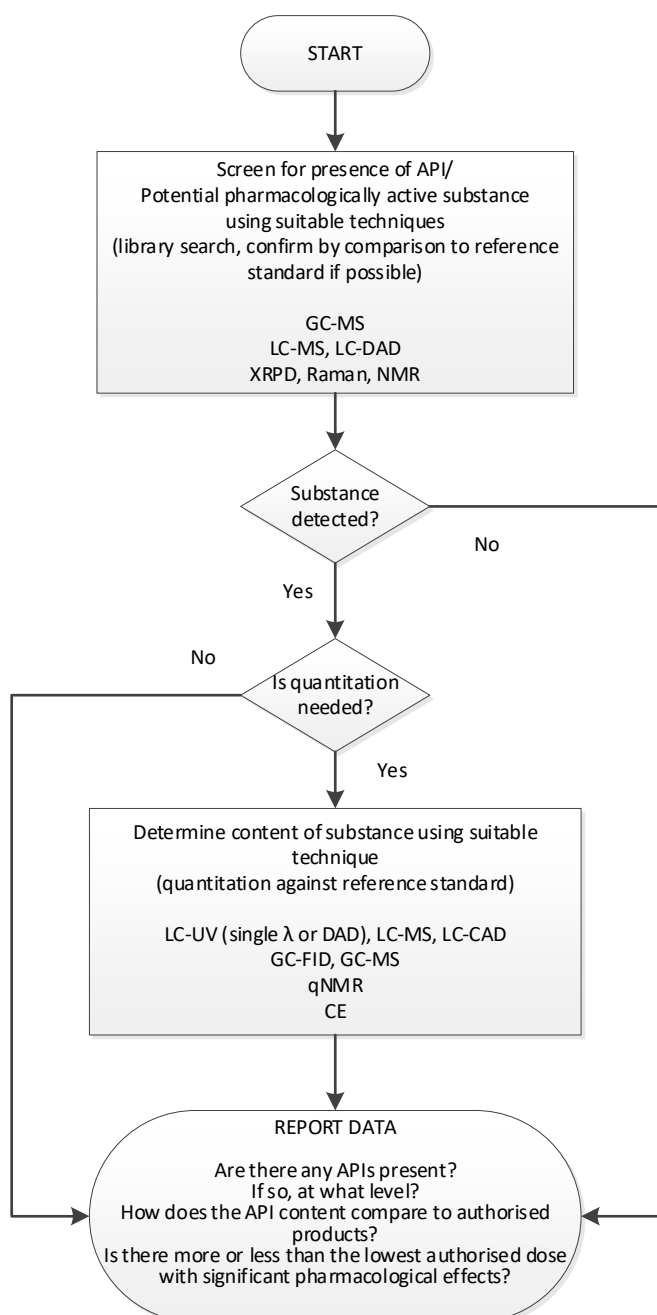 START
Screen for presence of API/
Potential pharmacologically active substance
using suitable techniques
(library search, confirm by comparison to reference
standard if possible)
GC-MS
LC-MS, LC-DAD
XRPD, Raman, NMR
Substance
detected?
No
Yes
No
Is quantitation
needed?
Yes
Determine content of substance using suitable
technique
(quantitation against reference standard)
LC-UV (single λ or DAD), LC-MS, LC-CAD
GC-FID, GC-MS
qNMR
CE
REPORT DATA
Are there any APIs present?
If so, at what level?
How does the API content compare to authorised
products?
Is there more or less than the lowest authorised dose
with significant pharmacological effects?